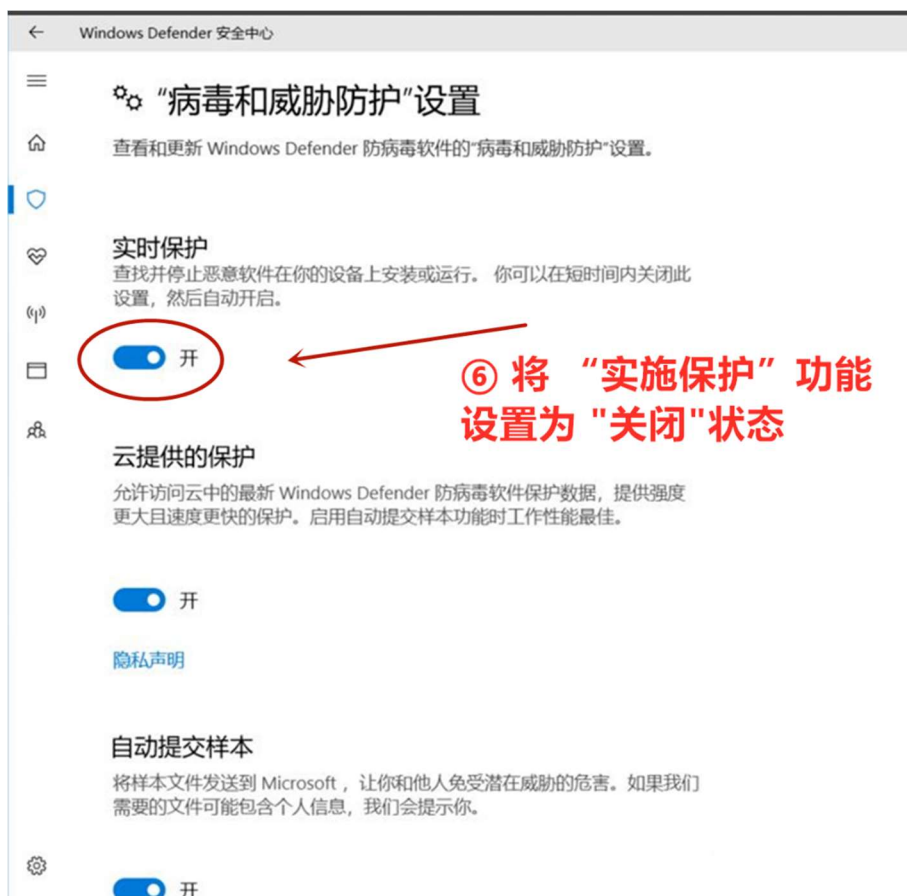 Windows Defender 安全中心
“病毒和威胁防护”设置
查看和更新 Windows Defender 防病毒软件的“病毒和威胁防护”设置。
实时保护
查找并停止恶意软件在你的设备上安装或运行。 你可以在短时间内关闭此
设置，然后自动开启。
开
⑥ 将 “实施保护”功能
设置为 "关闭"状态
云提供的保护
允许访问云中的最新 Windows Defender 防病毒软件保护数据，提供强度
更大且速度更快的保护。启用自动提交样本功能时工作性能最佳。
开
隐私声明
自动提交样本
将样本文件发送到 Microsoft ，让你和他人免受潜在威胁的危害。如果我们
需要的文件可能包含个人信息，我们会提示你。
开